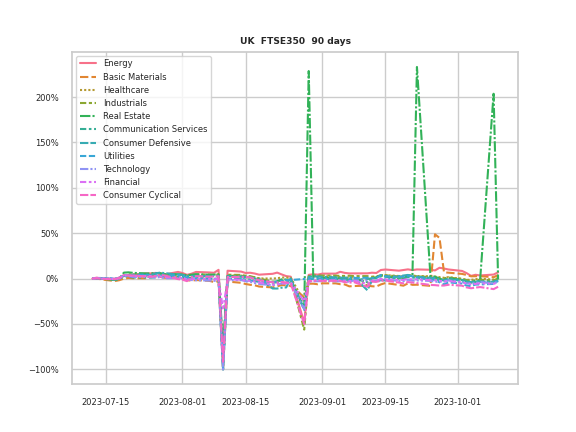 UK  FTSE350  90 days
Energy
Basic Materials
Healthcare
Industrials
Real Estate
Communication Services
Consumer Defensive
Utilities
Technology
Financial
Consumer Cyclical
200%
150%
100%
50%
0%
−50%
−100%
2023-07-15 2023-08-01 2023-08-15 2023-09-01 2023-09-15 2023-10-01